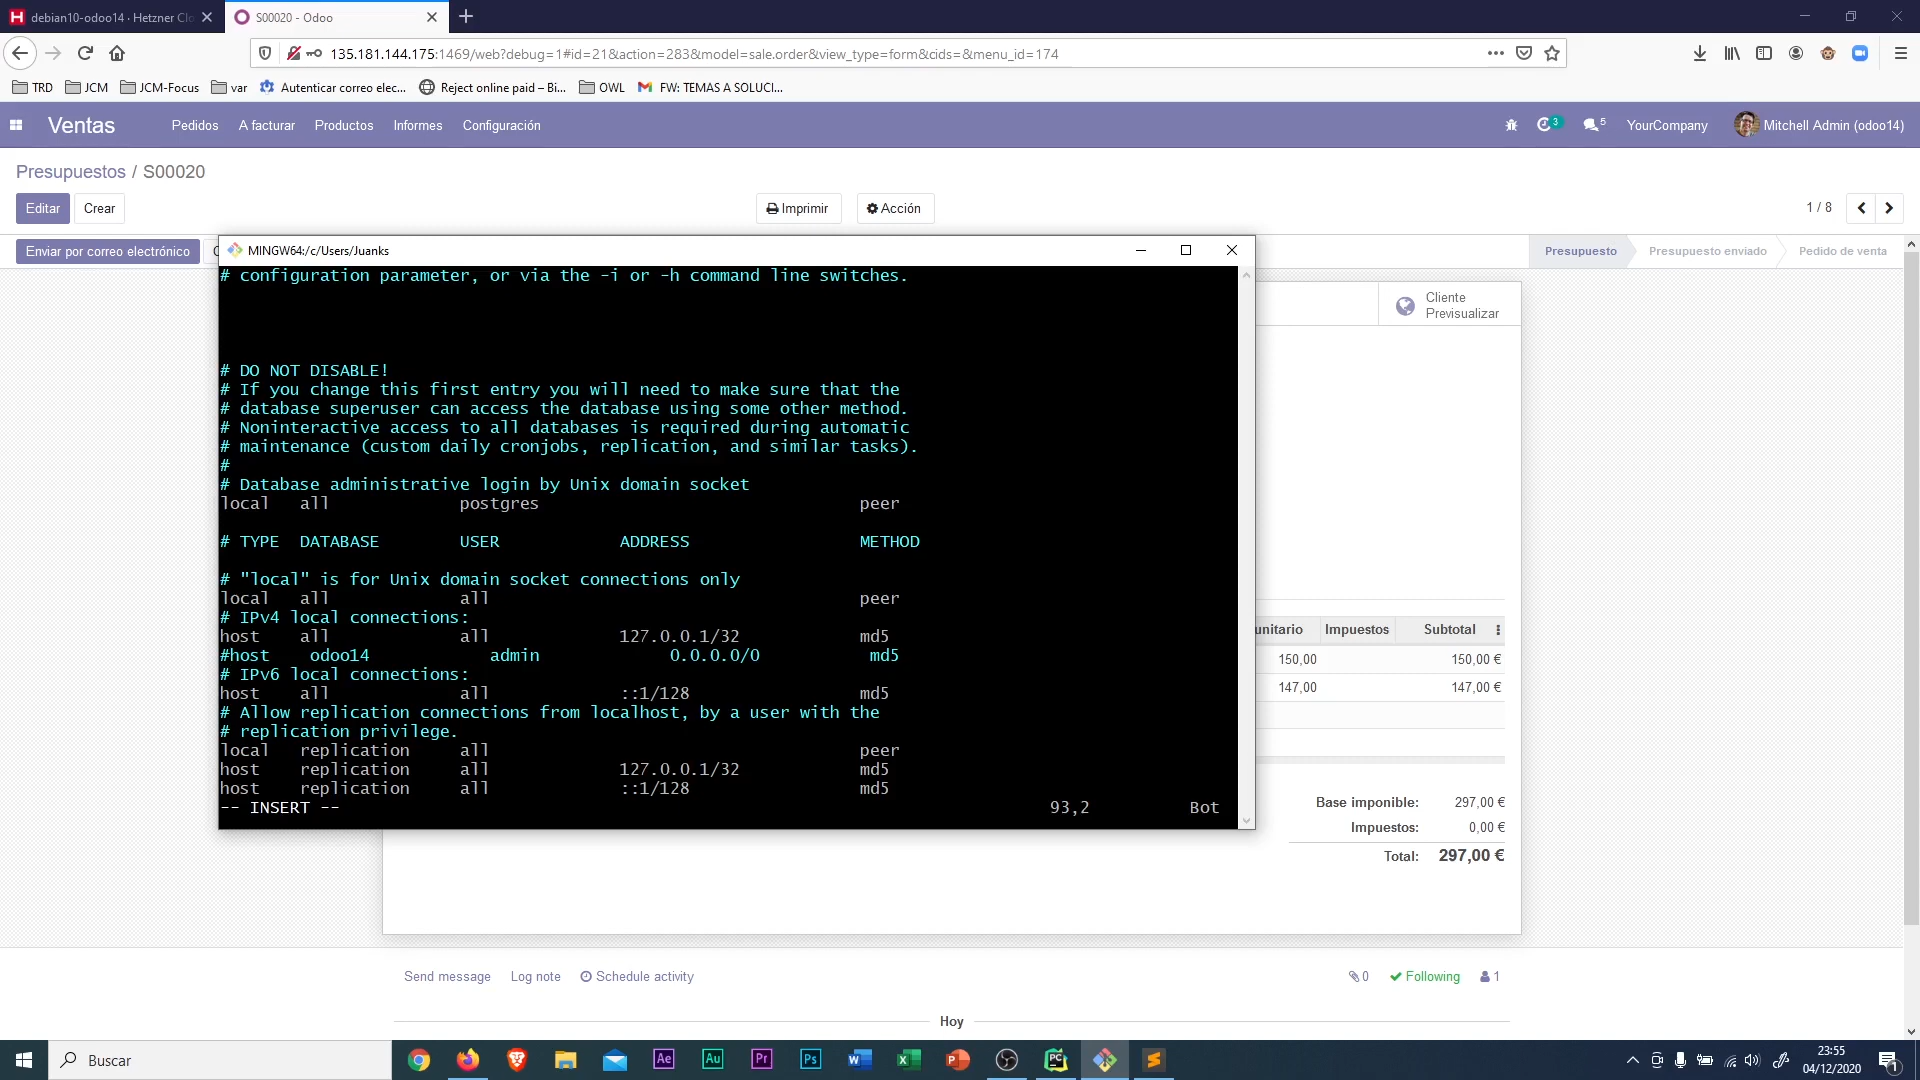 debian10-odoo14 · Hetzner Clo
S00020 - Odoo
135.181.144.175:1469/web?debug=1#id=21&action=283&model=sale.order&view_type=form&cids=&menu_id=174
TRD JCM JCM-Focus var Autenticar correo elec... Reject online paid – Bi... OWL FW: TEMAS A SOLUCI...
Ventas Pedidos A facturar Productos Informes Configuración 3 5 YourCompany Mitchell Admin (odoo14)
Presupuestos / S00020
Editar Crear Imprimir Acción 1 / 8
Enviar por correo electrónico C Presupuesto Presupuesto enviado Pedido de venta
MINGW64:/c/Users/Juanks
# configuration parameter, or via the -i or -h command line switches.
# DO NOT DISABLE!
# If you change this first entry you will need to make sure that the
# database superuser can access the database using some other method.
# Noninteractive access to all databases is required during automatic
# maintenance (custom daily cronjobs, replication, and similar tasks).
#
# Database administrative login by Unix domain socket
local all postgres peer
# TYPE DATABASE USER ADDRESS METHOD
# "local" is for Unix domain socket connections only
local all all peer
# IPv4 local connections:
host all all 127.0.0.1/32 md5
#host odoo14 admin 0.0.0.0/0 md5
# IPv6 local connections:
host all all ::1/128 md5
# Allow replication connections from localhost, by a user with the
# replication privilege.
local replication all peer
host replication all 127.0.0.1/32 md5
host replication all ::1/128 md5
-- INSERT -- 93,2 Bot
Cliente
Previsualizar
unitario Impuestos Subtotal
150,00 150,00 €
147,00 147,00 €
Base imponible: 297,00 €
Impuestos: 0,00 €
Total: 297,00 €
Send message Log note Schedule activity 0 Following 1
Hoy
Buscar
Ae Au Pr Ps
23:55
04/12/2020
1